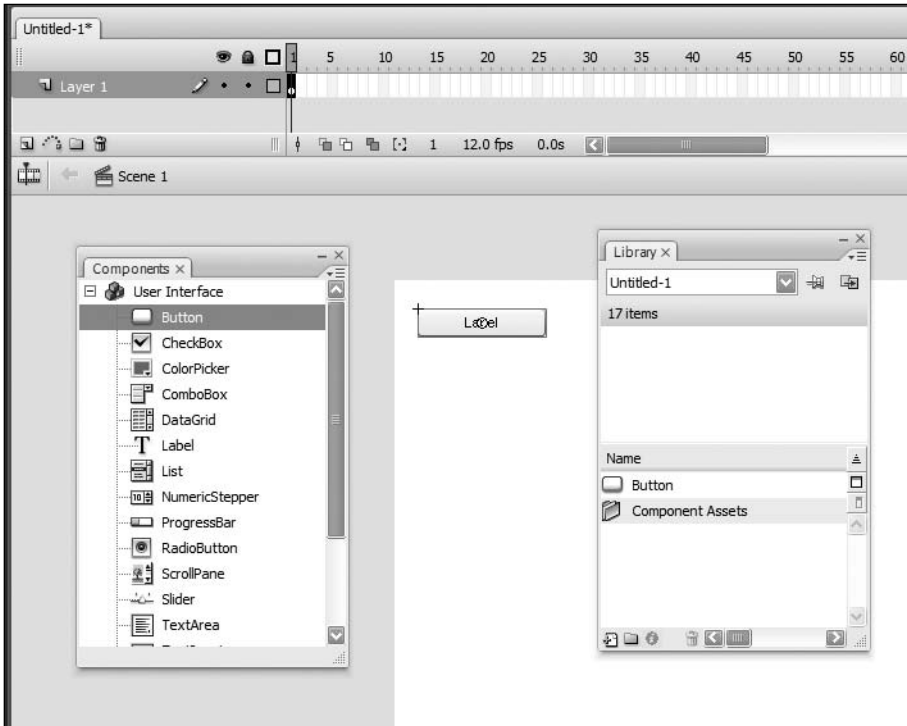 Untitled-1*
1 5 10 15 20 25 30 35 40 45 50 55 60
Layer 1
1 12.0 fps 0.0s
Scene 1
Components
User Interface
Button
CheckBox
ColorPicker
ComboBox
DataGrid
Label
List
NumericStepper
ProgressBar
RadioButton
ScrollPane
Slider
TextArea
Label
Library
Untitled-1
17 items
Name
Button
Component Assets